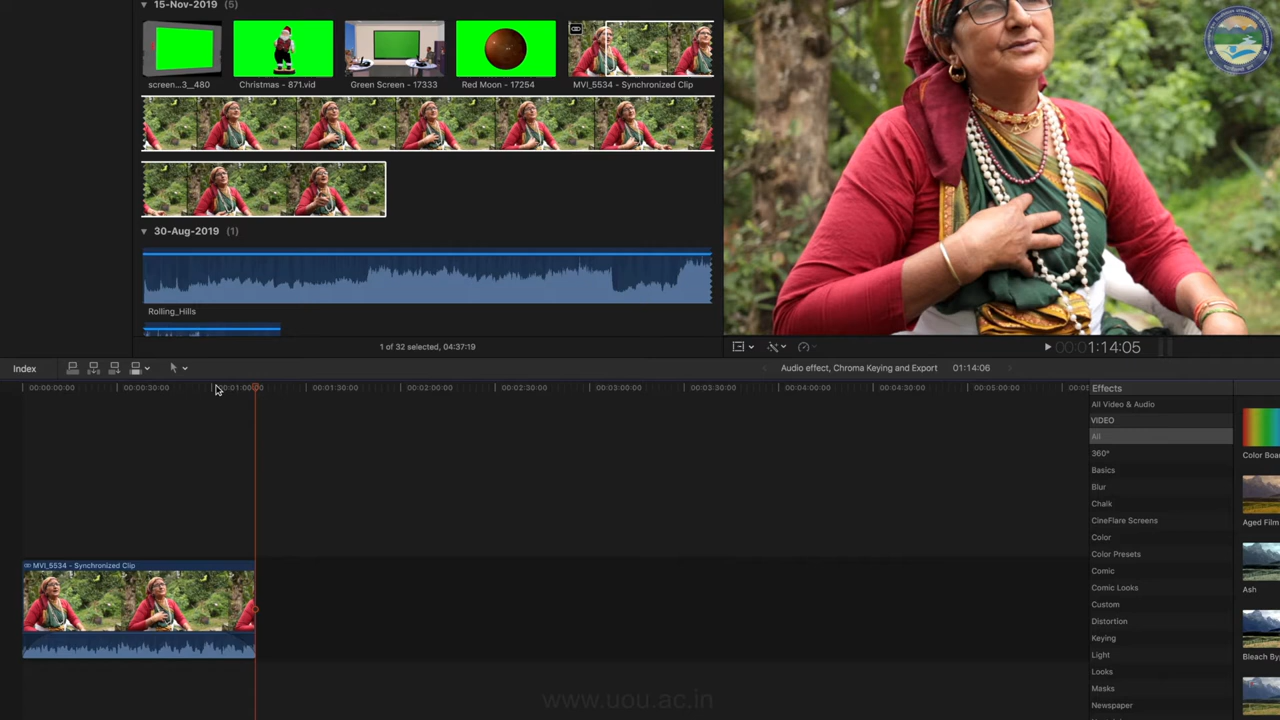 15-Nov-2019 (5)
screen...3__480
Christmas - 871.vid
Green Screen - 17333
Red Moon - 17254
MVI_5534 - Synchronized Clip
30-Aug-2019 (1)
Rolling_Hills
1 of 32 selected, 04:37:19
00:00:01:14:05
Index
Audio effect, Chroma Keying and Export
01:14:06
00:00:00:00
00:00:30:00
00:01:00:00
00:01:30:00
00:02:00:00
00:02:30:00
00:03:00:00
00:03:30:00
00:04:00:00
00:04:30:00
00:05:00:00
Effects
All Video & Audio
VIDEO
All
360°
Basics
Blur
Chalk
CineFlare Screens
Color
Color Presets
Comic
Comic Looks
Custom
Distortion
Keying
Light
Looks
Masks
Newspaper
Color Boa
Aged Film
Ash
Bleach By
MVI_5534 - Synchronized Clip
www.uou.ac.in